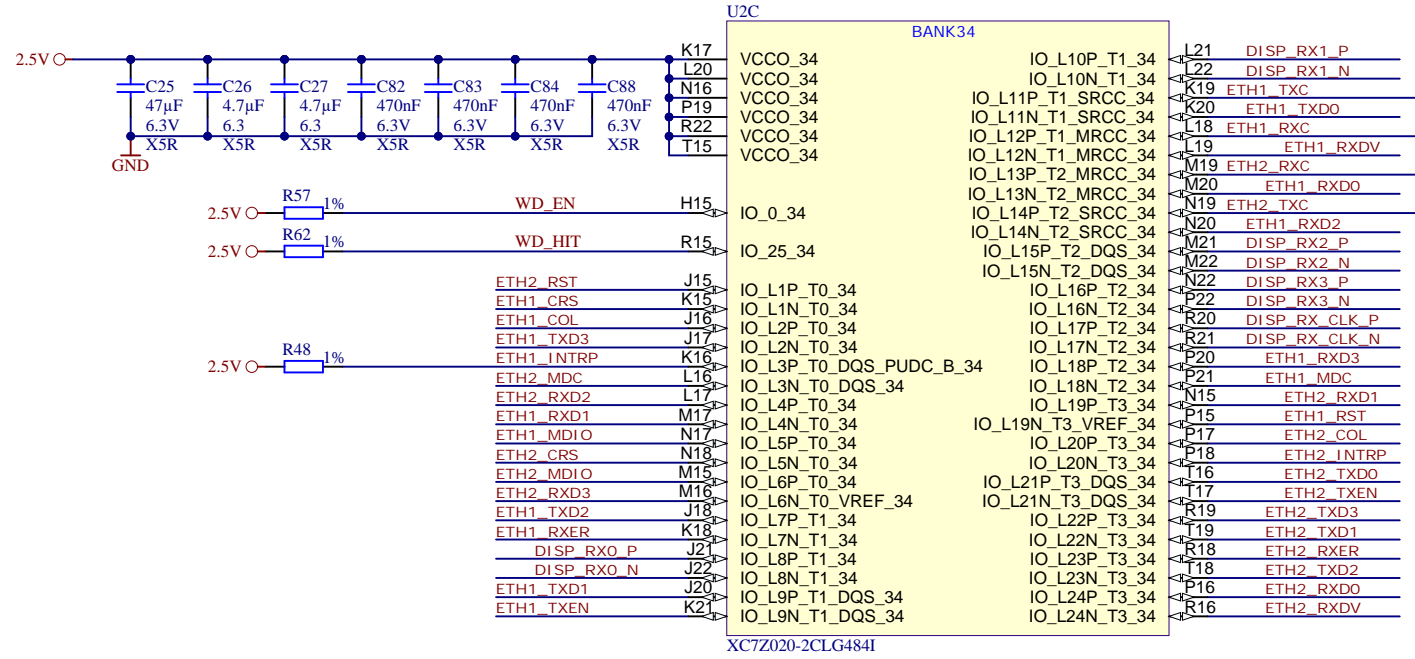 U2C
BANK34
2.5V
C25
47µF
6.3V
X5R
C26
4.7µF
6.3
X5R
C27
4.7µF
6.3
X5R
C82
470nF
6.3V
X5R
C83
470nF
6.3V
X5R
C84
470nF
6.3V
X5R
C88
470nF
6.3V
X5R
GND
K17 VCCO_34
L20 VCCO_34
N16 VCCO_34
P19 VCCO_34
R22 VCCO_34
T15 VCCO_34
2.5V R57 1% WD_EN H15 IO_0_34
2.5V R62 1% WD_HIT R15 IO_25_34
ETH2_RST J15 IO_L1P_T0_34
ETH1_CRS K15 IO_L1N_T0_34
ETH1_COL J16 IO_L2P_T0_34
ETH1_TXD3 J17 IO_L2N_T0_34
2.5V R48 1% ETH1_INTRP K16 IO_L3P_T0_DQS_PUDC_B_34
ETH2_MDC L16 IO_L3N_T0_DQS_34
ETH2_RXD2 L17 IO_L4P_T0_34
ETH1_RXD1 M17 IO_L4N_T0_34
ETH1_MDIO N17 IO_L5P_T0_34
ETH2_CRS N18 IO_L5N_T0_34
ETH2_MDIO M15 IO_L6P_T0_34
ETH2_RXD3 M16 IO_L6N_T0_VREF_34
ETH1_TXD2 J18 IO_L7P_T1_34
ETH1_RXER K18 IO_L7N_T1_34
DISP_RX0_P J21 IO_L8P_T1_34
DISP_RX0_N J22 IO_L8N_T1_34
ETH1_TXD1 J20 IO_L9P_T1_DQS_34
ETH1_TXEN K21 IO_L9N_T1_DQS_34
IO_L10P_T1_34 L21 DISP_RX1_P
IO_L10N_T1_34 L22 DISP_RX1_N
IO_L11P_T1_SRCC_34 K19 ETH1_TXC
IO_L11N_T1_SRCC_34 K20 ETH1_TXD0
IO_L12P_T1_MRCC_34 L18 ETH1_RXC
IO_L12N_T1_MRCC_34 L19 ETH1_RXDV
IO_L13P_T2_MRCC_34 M19 ETH2_RXC
IO_L13N_T2_MRCC_34 M20 ETH1_RXD0
IO_L14P_T2_SRCC_34 N19 ETH2_TXC
IO_L14N_T2_SRCC_34 N20 ETH1_RXD2
IO_L15P_T2_DQS_34 M21 DISP_RX2_P
IO_L15N_T2_DQS_34 M22 DISP_RX2_N
IO_L16P_T2_34 N22 DISP_RX3_P
IO_L16N_T2_34 P22 DISP_RX3_N
IO_L17P_T2_34 R20 DISP_RX_CLK_P
IO_L17N_T2_34 R21 DISP_RX_CLK_N
IO_L18P_T2_34 P20 ETH1_RXD3
IO_L18N_T2_34 P21 ETH1_MDC
IO_L19P_T3_34 N15 ETH2_RXD1
IO_L19N_T3_VREF_34 P15 ETH1_RST
IO_L20P_T3_34 P17 ETH2_COL
IO_L20N_T3_34 P18 ETH2_INTRP
IO_L21P_T3_DQS_34 T16 ETH2_TXD0
IO_L21N_T3_DQS_34 T17 ETH2_TXEN
IO_L22P_T3_34 R19 ETH2_TXD3
IO_L22N_T3_34 T19 ETH2_TXD1
IO_L23P_T3_34 R18 ETH2_RXER
IO_L23N_T3_34 T18 ETH2_TXD2
IO_L24P_T3_34 P16 ETH2_RXD0
IO_L24N_T3_34 R16 ETH2_RXDV
XC7Z020-2CLG484I